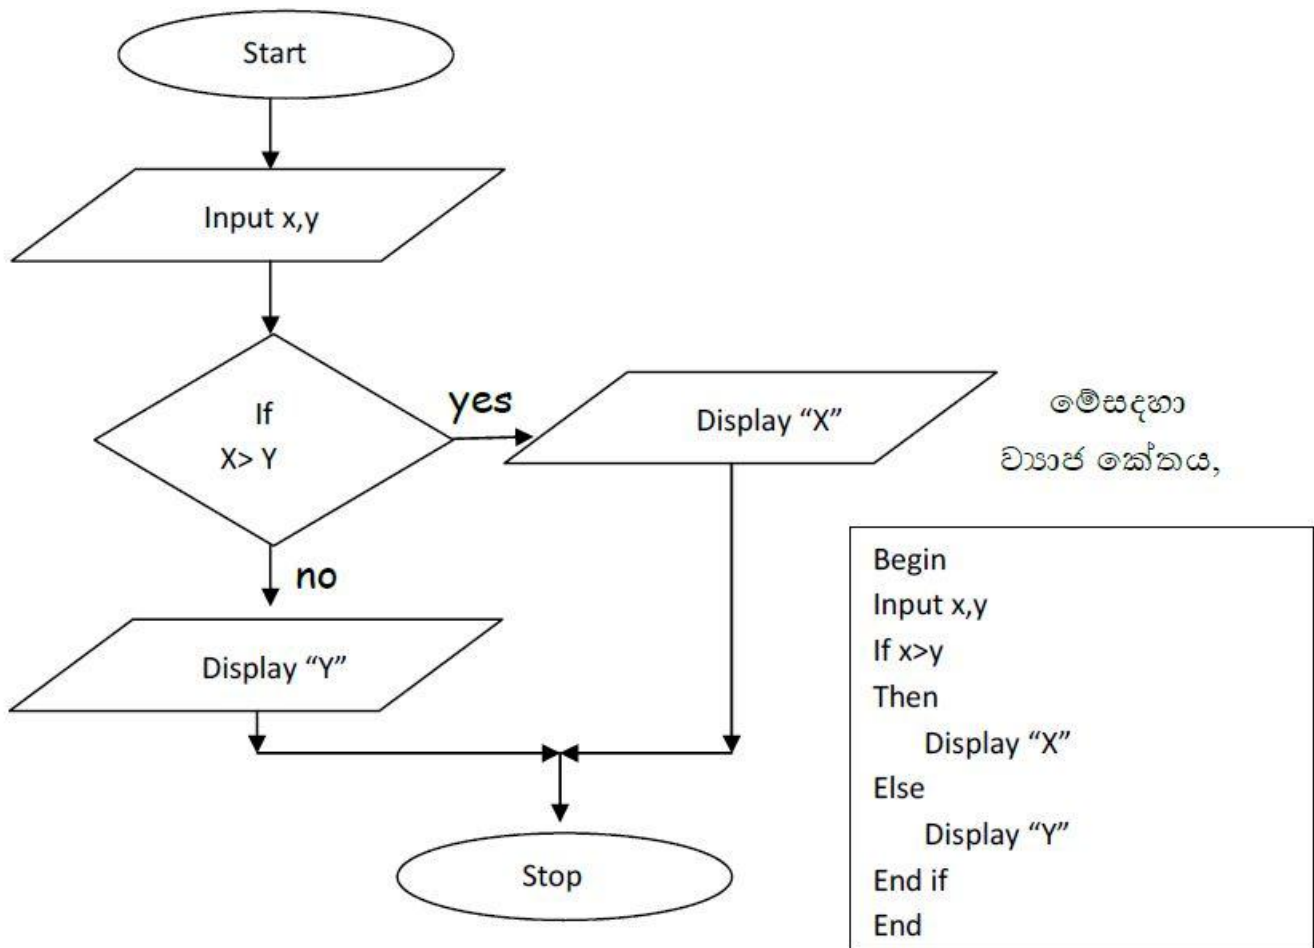 Start
Input x,y
If
X> Y
yes
Display “X”
no
Display “Y”
Stop
මේසදහා
ව්‍යාජ කේතය,
Begin
Input x,y
If x>y
Then
Display “X”
Else
Display “Y”
End if
End